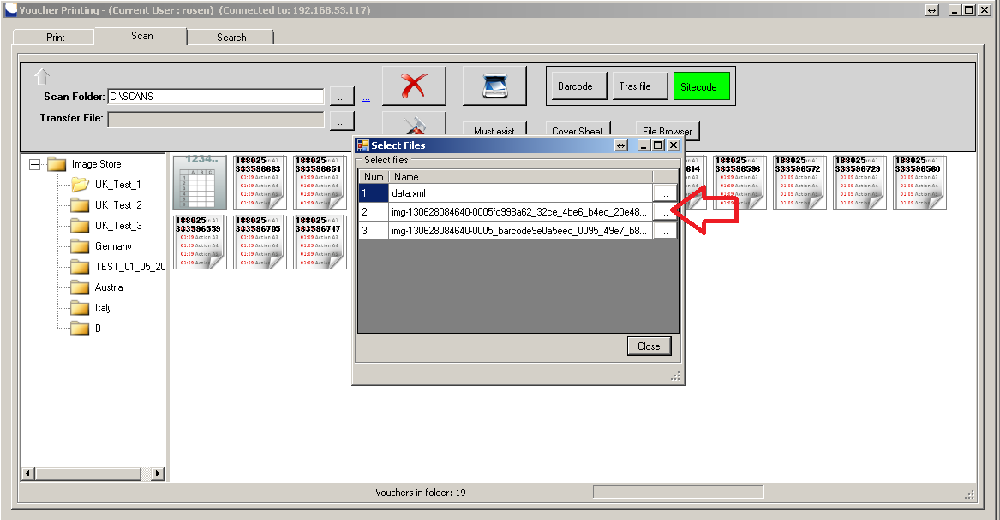 Voucher Printing - (Current User : rosen) (Connected to: 192.168.53.117)
Print Scan Search
Scan Folder: C:\SCANS ... ...
Barcode Tras file Sitecode
Transfer File: ...
Must exist Cover Sheet File Browser
Select Files
Select files
Num Name
1 data.xml ...
2 img-130628084640-0005fc998a62_32ce_4be6_b4ed_20e48... ...
3 img-130628084640-0005_barcode9e0a5eed_0095_49e7_b8... ...
Close
Image Store
UK_Test_1
UK_Test_2
UK_Test_3
Germany
TEST_01_05_20
Austria
Italy
B
1234..
A B C
188025
333596663
188025
333596651
614
188025
333596596
188025
333596572
188025
333596729
188025
333596560
188025
333596559
188025
333596705
188025
333596717
Vouchers in folder: 19